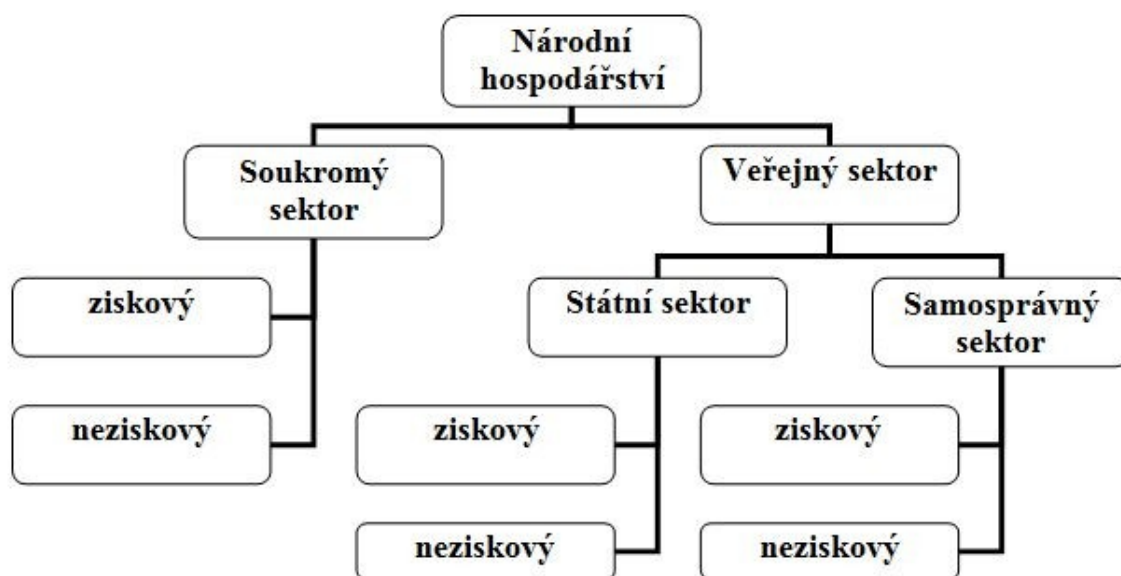 Národní
hospodářství
Soukromý
sektor
Veřejný sektor
ziskový
neziskový
Státní sektor
Samosprávný
sektor
ziskový
neziskový
ziskový
neziskový